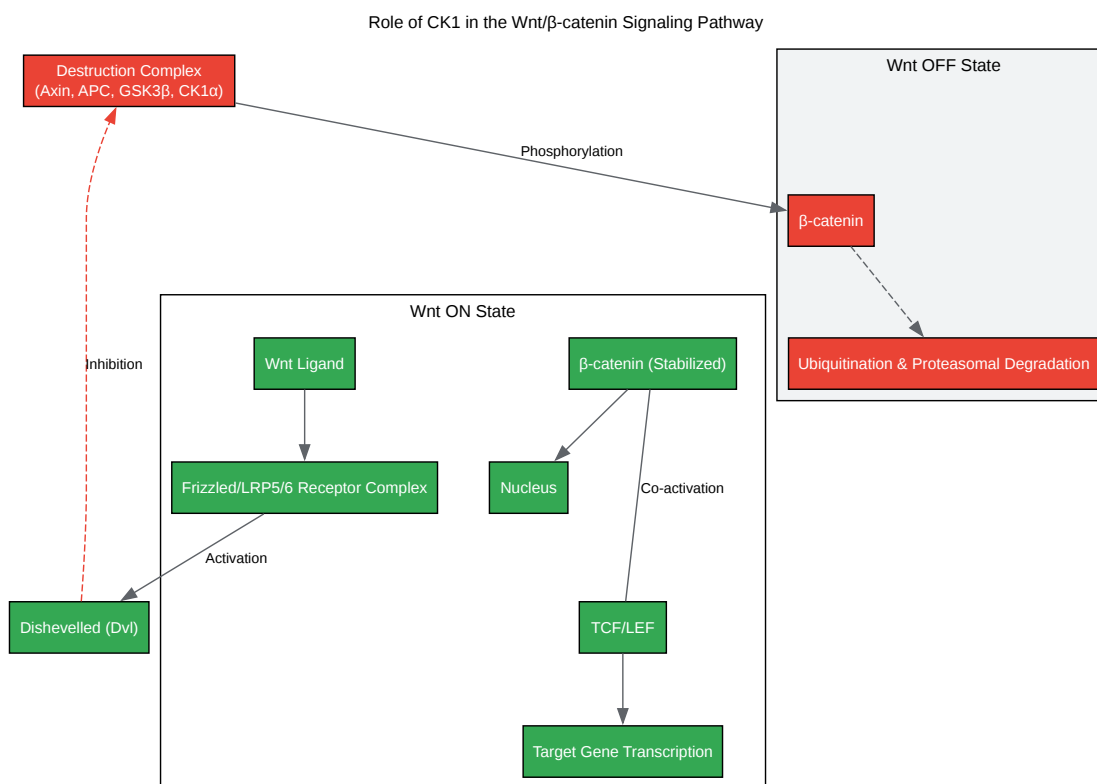 Role of CK1 in the Wnt/β-catenin Signaling Pathway
Destruction Complex
(Axin, APC, GSK3β, CK1α)
Wnt OFF State
Phosphorylation
β-catenin
Wnt ON State
Inhibition
Wnt Ligand
β-catenin (Stabilized)
Ubiquitination & Proteasomal Degradation
Frizzled/LRP5/6 Receptor Complex
Nucleus
Co-activation
Activation
Dishevelled (Dvl)
TCF/LEF
Target Gene Transcription